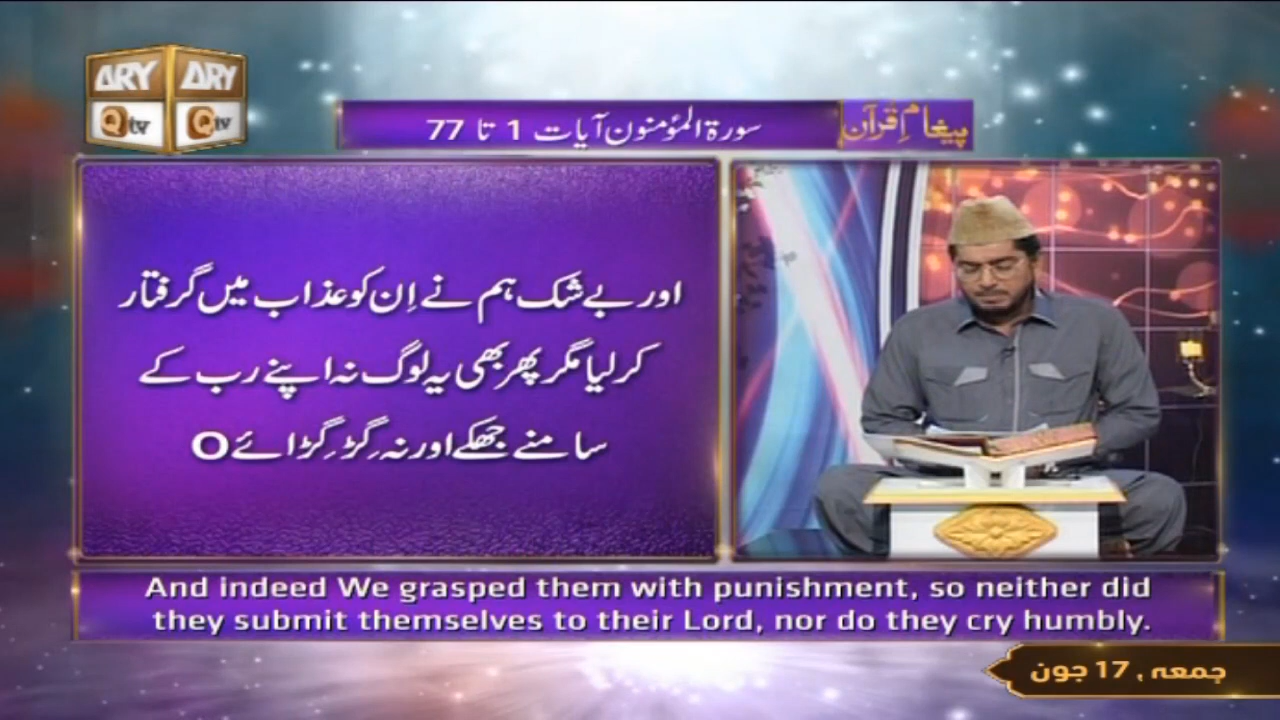 ARY ARY
Qtv Qtv
پیغام قرآن
سورۃ المؤمنون آیات 1 تا 77
اور بے شک ہم نے اِن کو عذاب میں گرفتار
کر لیا مگر پھر بھی یہ لوگ نہ اپنے رب کے
سامنے جھکے اور نہ گِڑ گِڑائے O
And indeed We grasped them with punishment, so neither did
they submit themselves to their Lord, nor do they cry humbly.
جمعہ ، 17 جون